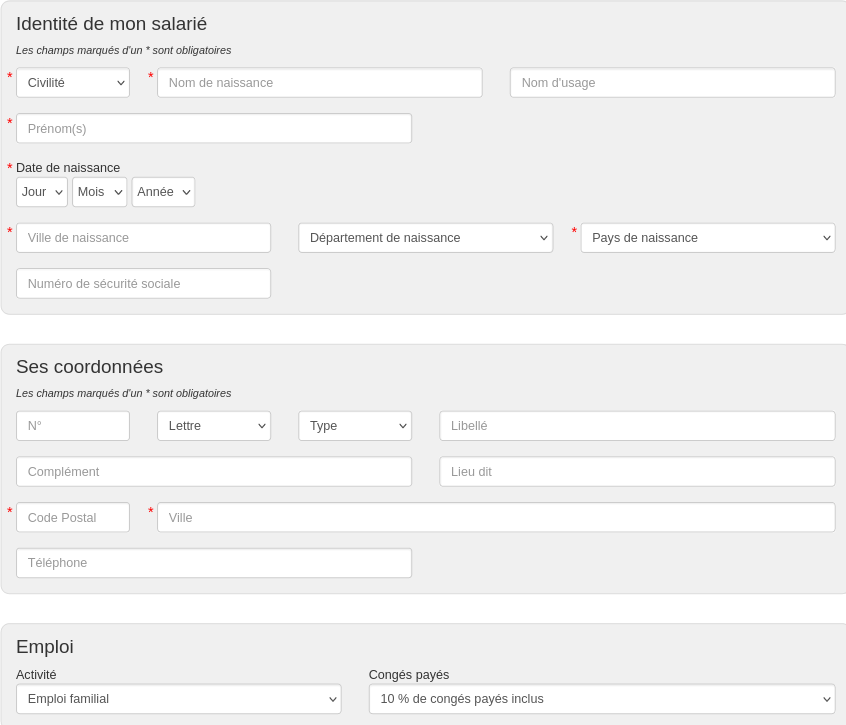 Identité de mon salarié
Les champs marqués d'un * sont obligatoires
* Civilité * Nom de naissance Nom d'usage
* Prénom(s)
* Date de naissance
Jour Mois Année
* Ville de naissance Département de naissance * Pays de naissance
Numéro de sécurité sociale
Ses coordonnées
Les champs marqués d'un * sont obligatoires
N° Lettre Type Libellé
Complément Lieu dit
* Code Postal * Ville
Téléphone
Emploi
Activité Congés payés
Emploi familial 10 % de congés payés inclus